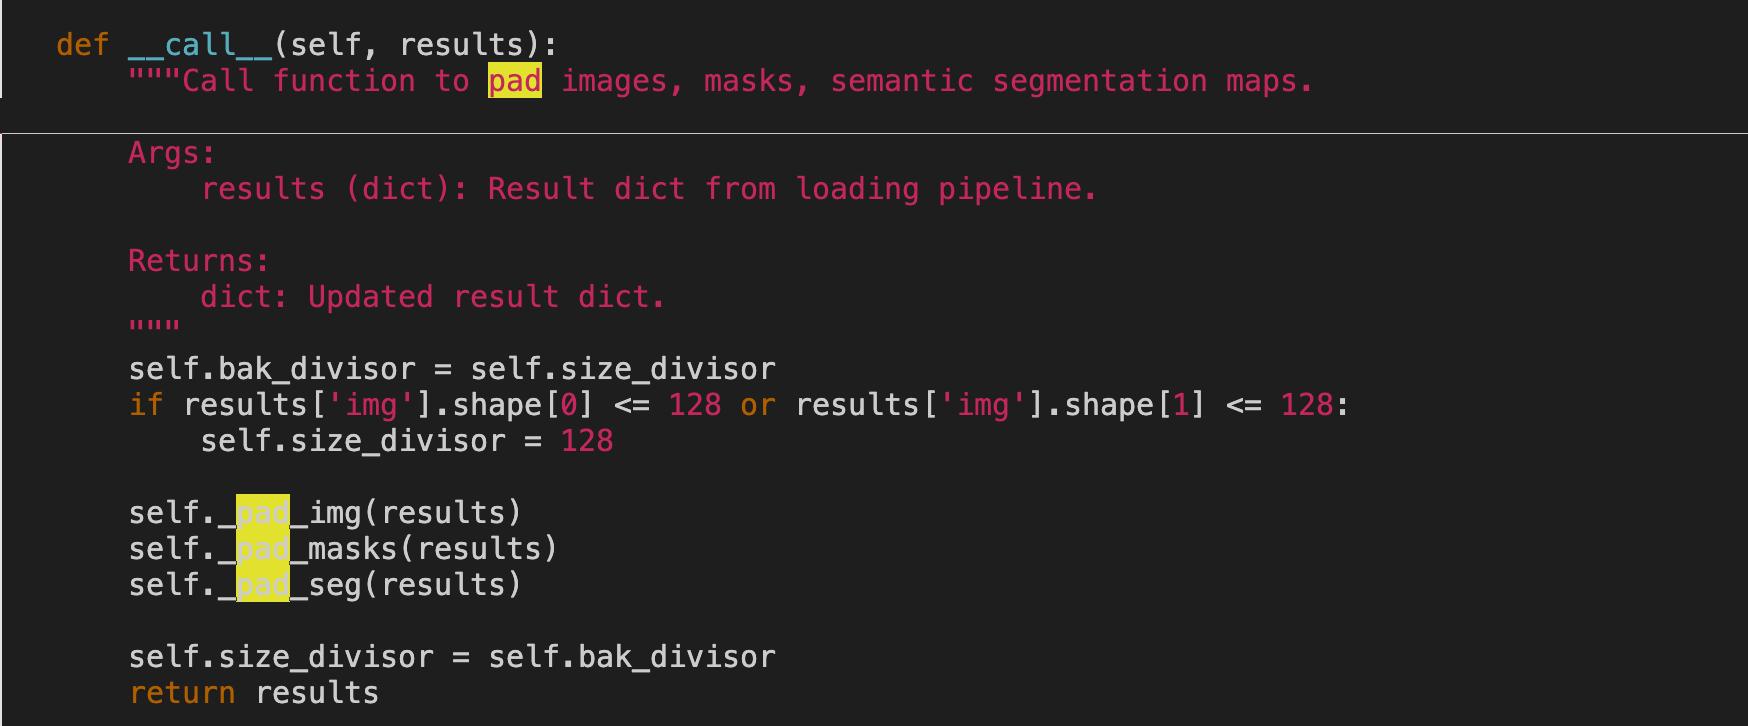 def __call__(self, results):
    """Call function to pad images, masks, semantic segmentation maps.

    Args:
        results (dict): Result dict from loading pipeline.

    Returns:
        dict: Updated result dict.
    """
    self.bak_divisor = self.size_divisor
    if results['img'].shape[0] <= 128 or results['img'].shape[1] <= 128:
        self.size_divisor = 128

    self._pad_img(results)
    self._pad_masks(results)
    self._pad_seg(results)

    self.size_divisor = self.bak_divisor
    return results